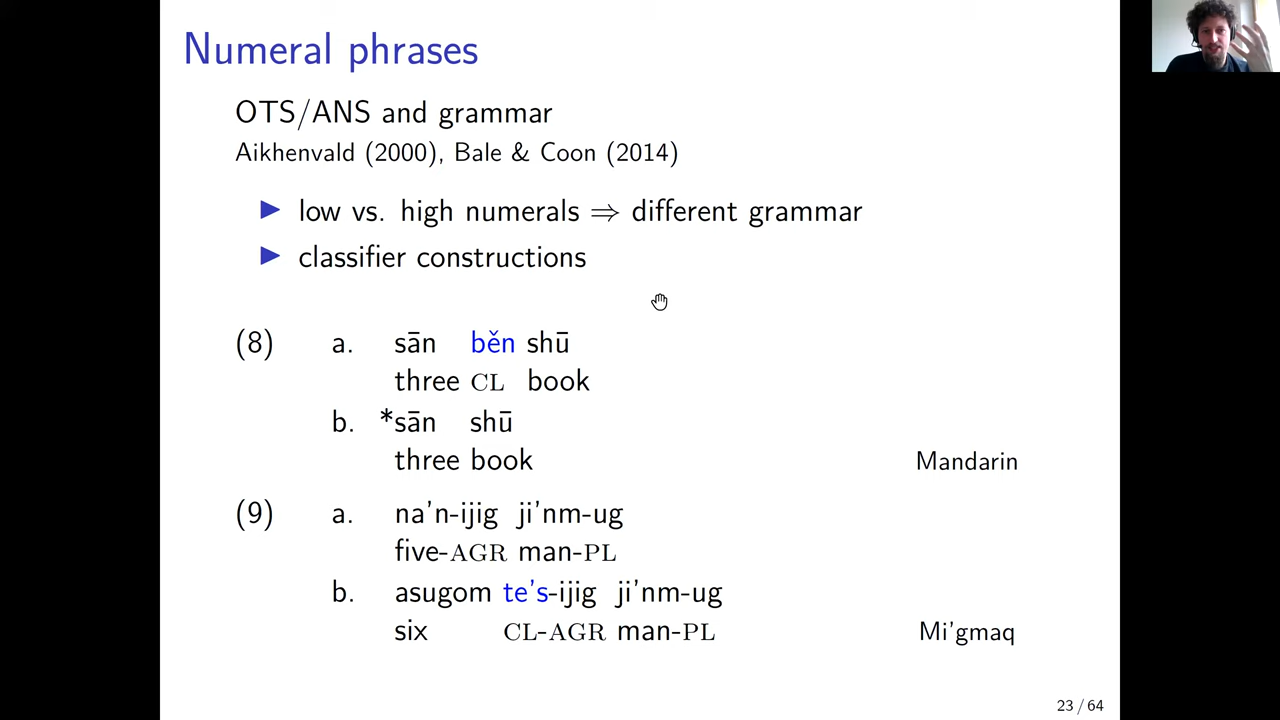 Numeral phrases
OTS/ANS and grammar
Aikhenvald (2000), Bale & Coon (2014)
▶ low vs. high numerals ⇒ different grammar
▶ classifier constructions
(8) a. sān běn shū
three CL book
b. *sān shū
three book Mandarin
(9) a. na'n-ijig ji'nm-ug
five-AGR man-PL
b. asugom te's-ijig ji'nm-ug
six CL-AGR man-PL Mi'gmaq
23 / 64